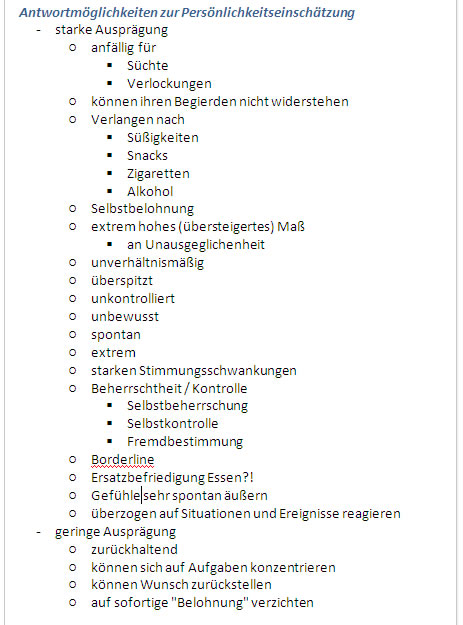 Antwortmöglichkeiten zur Persönlichkeitseinschätzung
- starke Ausprägung
o anfällig für
▪ Süchte
▪ Verlockungen
o können ihren Begierden nicht widerstehen
o Verlangen nach
▪ Süßigkeiten
▪ Snacks
▪ Zigaretten
▪ Alkohol
o Selbstbelohnung
o extrem hohes (übersteigertes) Maß
▪ an Unausgeglichenheit
o unverhältnismäßig
o überspitzt
o unkontrolliert
o unbewusst
o spontan
o extrem
o starken Stimmungsschwankungen
o Beherrschtheit / Kontrolle
▪ Selbstbeherrschung
▪ Selbstkontrolle
▪ Fremdbestimmung
o Borderline
o Ersatzbefriedigung Essen?!
o Gefühle sehr spontan äußern
o überzogen auf Situationen und Ereignisse reagieren
- geringe Ausprägung
o zurückhaltend
o können sich auf Aufgaben konzentrieren
o können Wunsch zurückstellen
o auf sofortige "Belohnung" verzichten